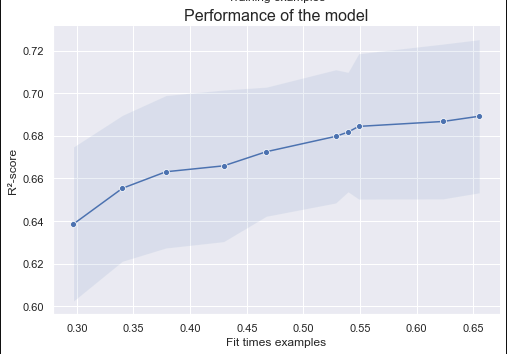 Training examples
Performance of the model
0.72
0.70
0.68
0.66
0.64
0.62
0.60
R²-score
0.30 0.35 0.40 0.45 0.50 0.55 0.60 0.65
Fit times examples